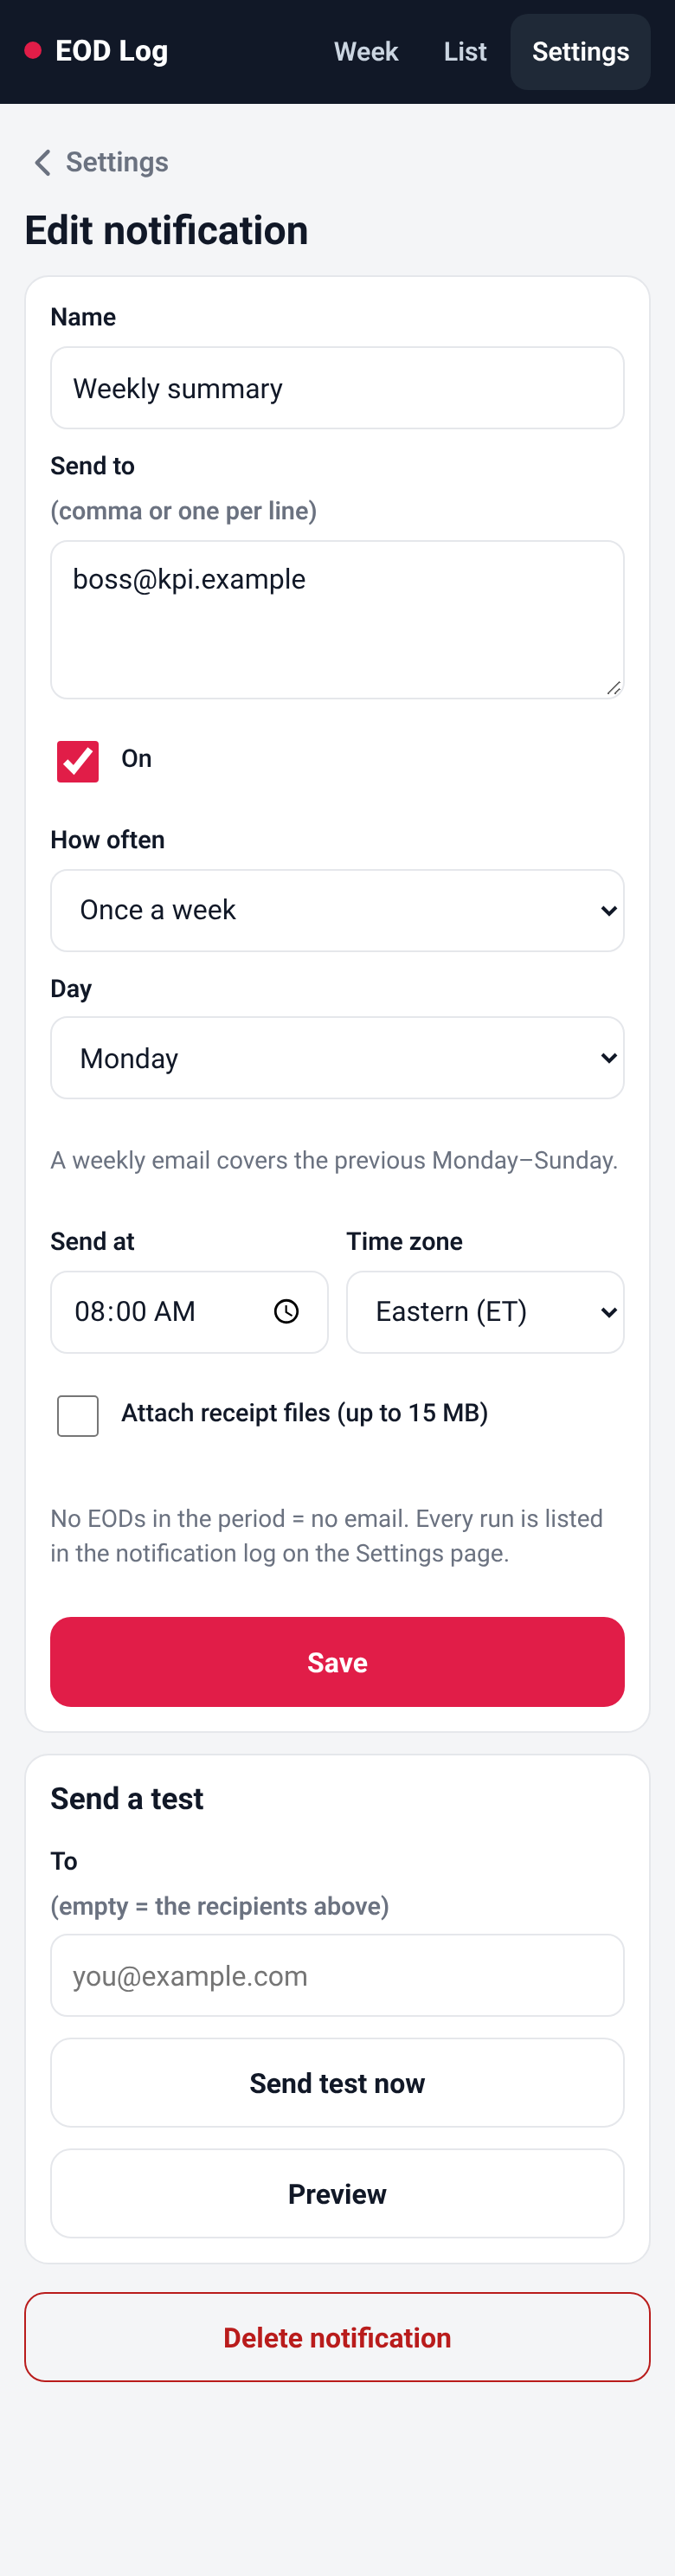 EOD Log
Week
List
Settings
Settings
Edit notification
Name
Weekly summary
Send to
(comma or one per line)
boss@kpi.example
On
How often
Once a week
Day
Monday
A weekly email covers the previous Monday–Sunday.
Send at
Time zone
08:00 AM
Eastern (ET)
Attach receipt files (up to 15 MB)
No EODs in the period = no email. Every run is listed
in the notification log on the Settings page.
Save
Send a test
To
(empty = the recipients above)
you@example.com
Send test now
Preview
Delete notification